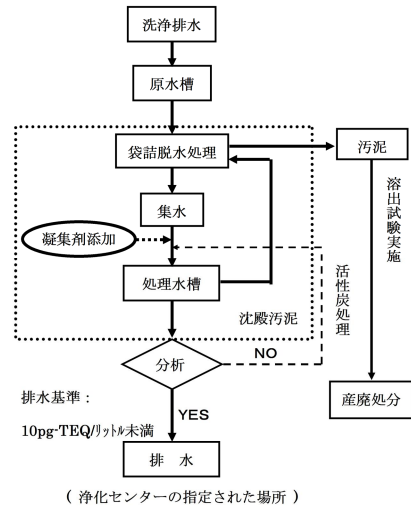 洗浄排水
原水槽
袋詰脱水処理
汚泥
集水
凝集剤添加
溶出試験実施
処理水槽
活性炭処理
沈殿汚泥
分析
NO
排水基準：
YES
10pg-TEQ/ﾘｯﾄﾙ未満
産廃処分
排　水
( 浄化センターの指定された場所 )